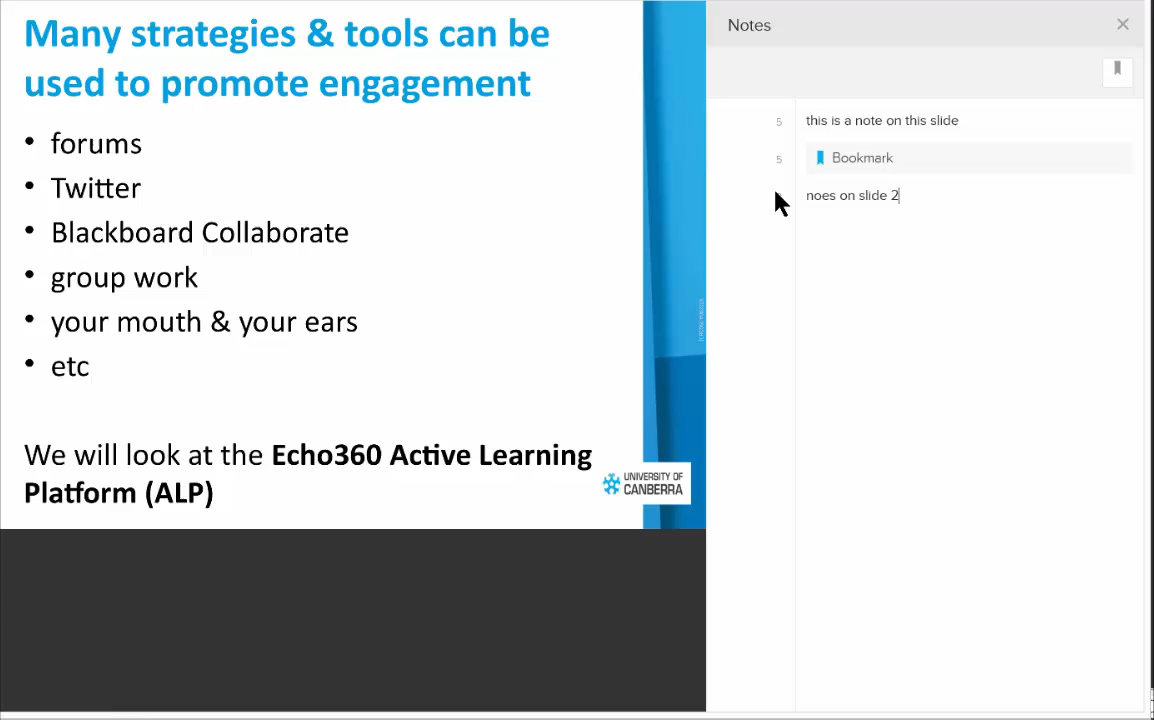 Many strategies & tools can be
used to promote engagement
• forums
• Twitter
• Blackboard Collaborate
• group work
• your mouth & your ears
• etc
We will look at the Echo360 Active Learning
Platform (ALP)
UNIVERSITY OF
CANBERRA
Notes
5 this is a note on this slide
5 Bookmark
noes on slide 2